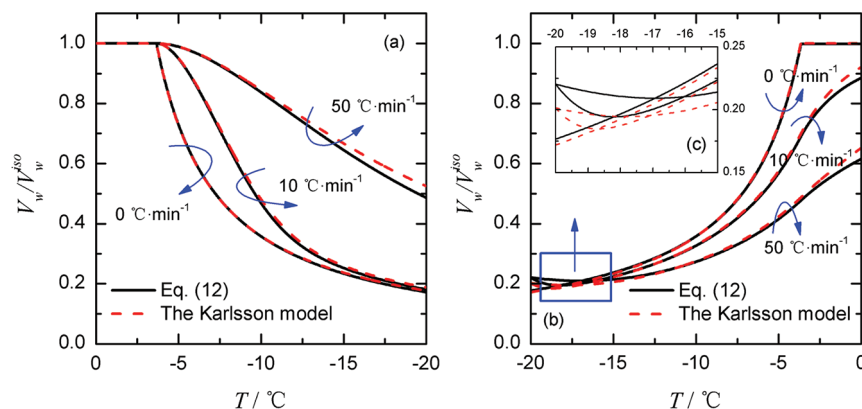 (a)
1.0
0.8
0.6
0.4
0.2
0.0
V_w/V_w^iso
50 ℃·min⁻¹
10 ℃·min⁻¹
0 ℃·min⁻¹
Eq. (12)
The Karlsson model
0 -5 -10 -15 -20
T / ℃
-20 -19 -18 -17 -16 -15
0.25
0.20
0.15
(c)
1.0
0.8
0.6
0.4
0.2
0.0
V_w/V_w^iso
0 ℃·min⁻¹
10 ℃·min⁻¹
50 ℃·min⁻¹
Eq. (12)
The Karlsson model
(b)
-20 -15 -10 -5 0
T / ℃